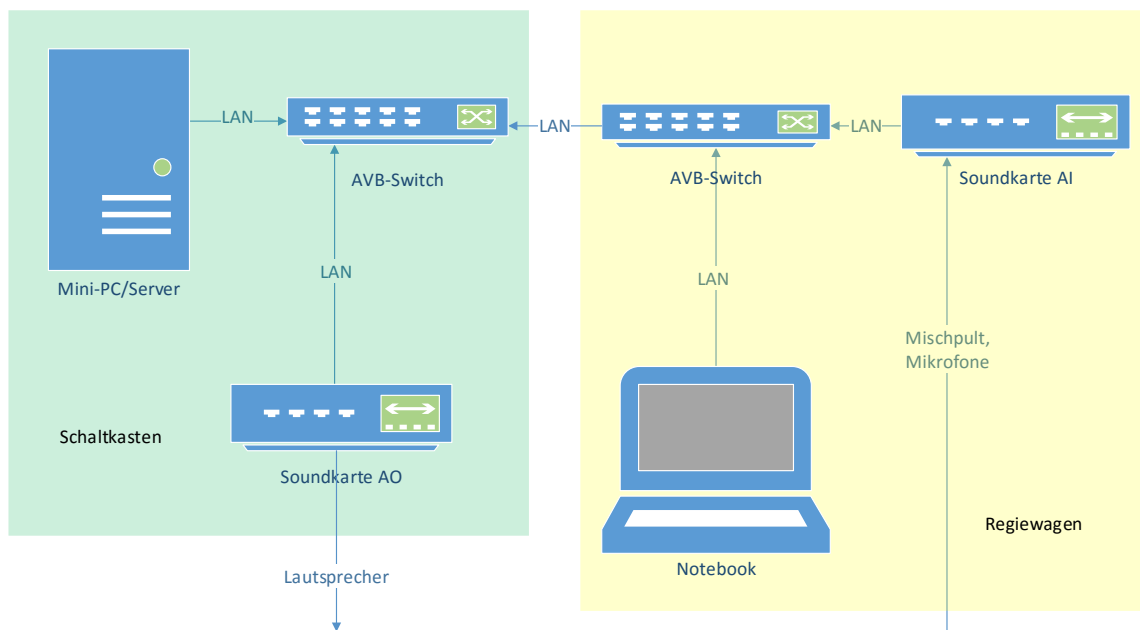 LAN
LAN
LAN
AVB-Switch
AVB-Switch
Soundkarte AI
LAN
LAN
Mini-PC/Server
Mischpult,
Mikrofone
Schaltkasten
Soundkarte AO
Regiewagen
Notebook
Lautsprecher